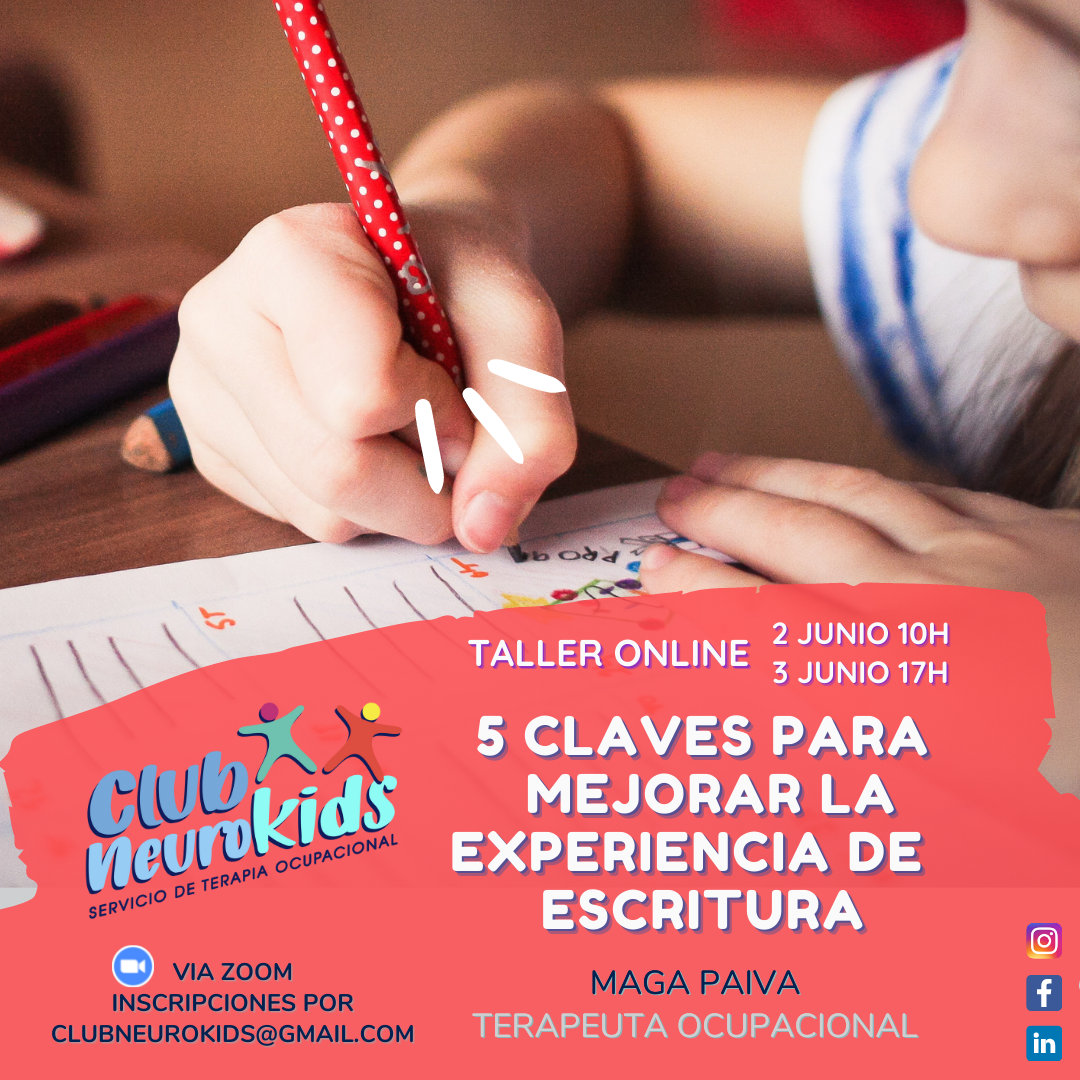 TALLER ONLINE
2 JUNIO 10H
3 JUNIO 17H
5 CLAVES PARA
MEJORAR LA
EXPERIENCIA DE
ESCRITURA
Club
Neurokids
SERVICIO DE TERAPIA OCUPACIONAL
VIA ZOOM
INSCRIPCIONES POR
CLUBNEUROKIDS@GMAIL.COM
MAGA PAIVA
TERAPEUTA OCUPACIONAL